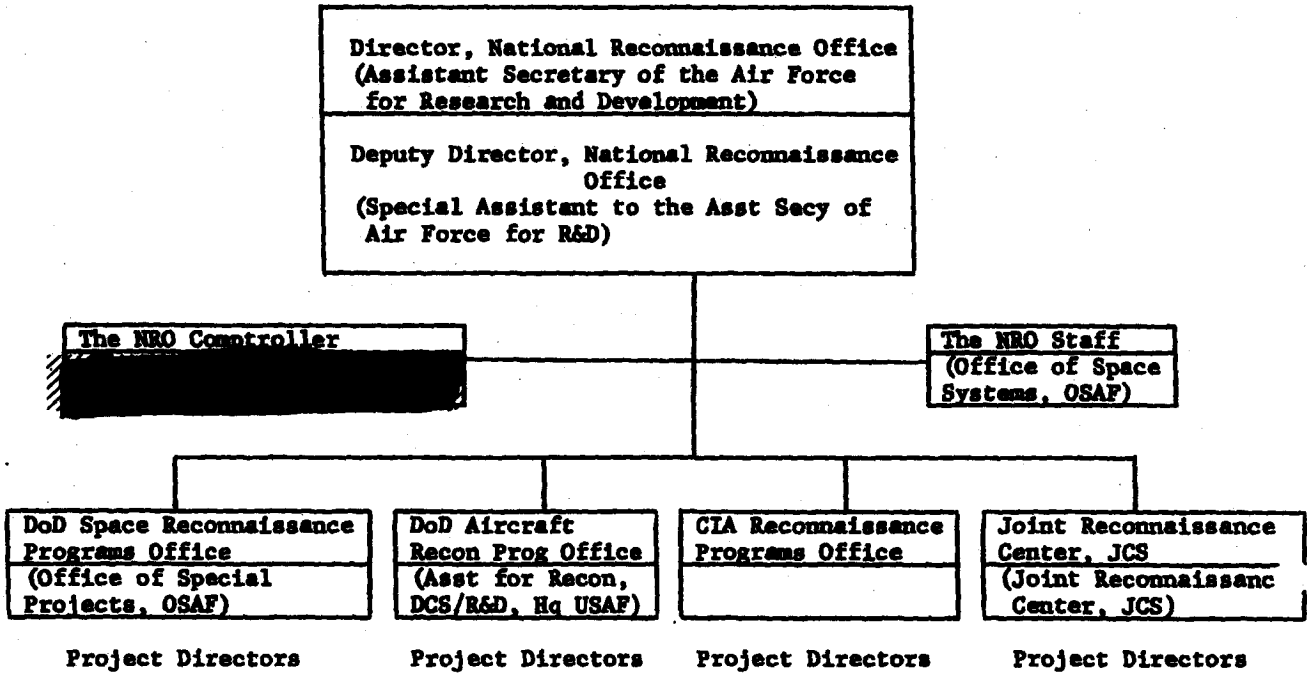 Director, National Reconnaissance Office
(Assistant Secretary of the Air Force
for Research and Development)
Deputy Director, National Reconnaissance
Office
(Special Assistant to the Asst Secy of
Air Force for R&D)
The NRO Comptroller
The NRO Staff
(Office of Space
Systems, OSAF)
DoD Space Reconnaissance
Programs Office
(Office of Special
Projects, OSAF)
DoD Aircraft
Recon Prog Office
(Asst for Recon,
DCS/R&D, Hq USAF)
CIA Reconnaissance
Programs Office
Joint Reconnaissance
Center, JCS
(Joint Reconnaissanc
Center, JCS)
Project Directors
Project Directors
Project Directors
Project Directors